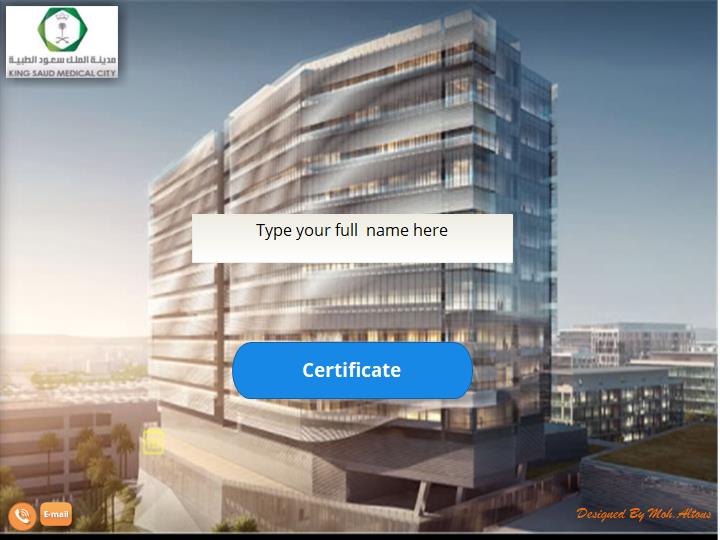 مدينة الملك سعود الطبية
KING SAUD MEDICAL CITY
Type your full  name here
Certificate
E-mail
Designed By Moh.Altous